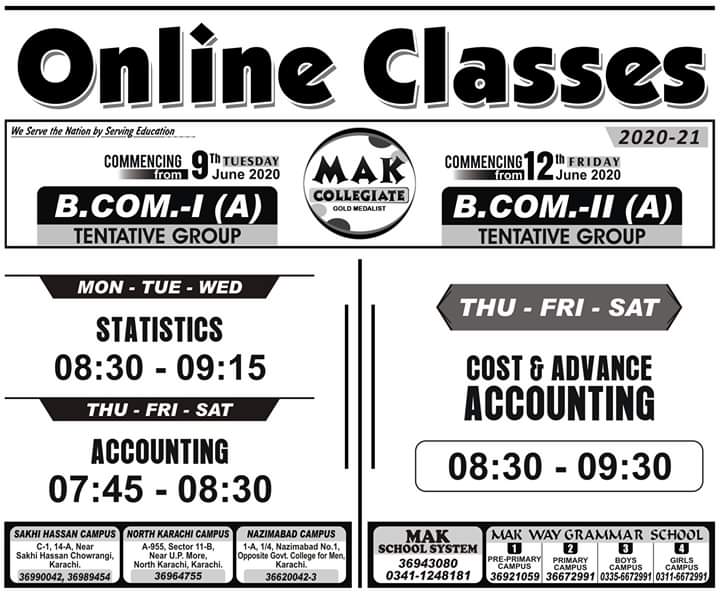 Online Classes
We Serve the Nation by Serving Education
2020-21
COMMENCING from 9th TUESDAY June 2020
B.COM.-I (A)
TENTATIVE GROUP
MAK
COLLEGIATE
GOLD MEDALIST
COMMENCING from 12th FRIDAY June 2020
B.COM.-II (A)
TENTATIVE GROUP
MON - TUE - WED
STATISTICS
08:30 - 09:15
THU - FRI - SAT
ACCOUNTING
07:45 - 08:30
THU - FRI - SAT
COST & ADVANCE
ACCOUNTING
08:30 - 09:30
SAKHI HASSAN CAMPUS
C-1, 14-A, Near
Sakhi Hassan Chowrangi,
Karachi.
36990042, 36989454
NORTH KARACHI CAMPUS
A-955, Sector 11-B,
Near U.P. More,
North Karachi, Karachi.
36964755
NAZIMABAD CAMPUS
1-A, 1/4, Nazimabad No.1,
Opposite Govt. College for Men,
Karachi.
36620042-3
MAK
SCHOOL SYSTEM
36943080
0341-1248181
MAK WAY GRAMMAR SCHOOL
1
PRE-PRIMARY
CAMPUS
36921059
2
PRIMARY
CAMPUS
36672991
3
BOYS
CAMPUS
0335-6672991
4
GIRLS
CAMPUS
0311-6672991